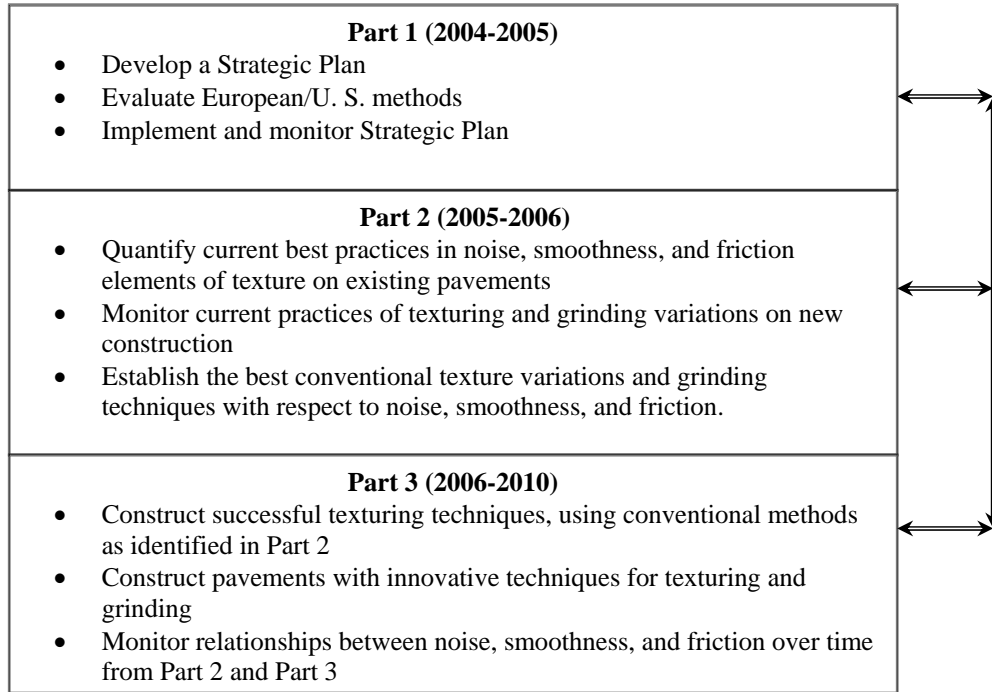 Part 1 (2004-2005)
• Develop a Strategic Plan
• Evaluate European/U. S. methods
• Implement and monitor Strategic Plan
Part 2 (2005-2006)
• Quantify current best practices in noise, smoothness, and friction
elements of texture on existing pavements
• Monitor current practices of texturing and grinding variations on new
construction
• Establish the best conventional texture variations and grinding
techniques with respect to noise, smoothness, and friction.
Part 3 (2006-2010)
• Construct successful texturing techniques, using conventional methods
as identified in Part 2
• Construct pavements with innovative techniques for texturing and
grinding
• Monitor relationships between noise, smoothness, and friction over time
from Part 2 and Part 3